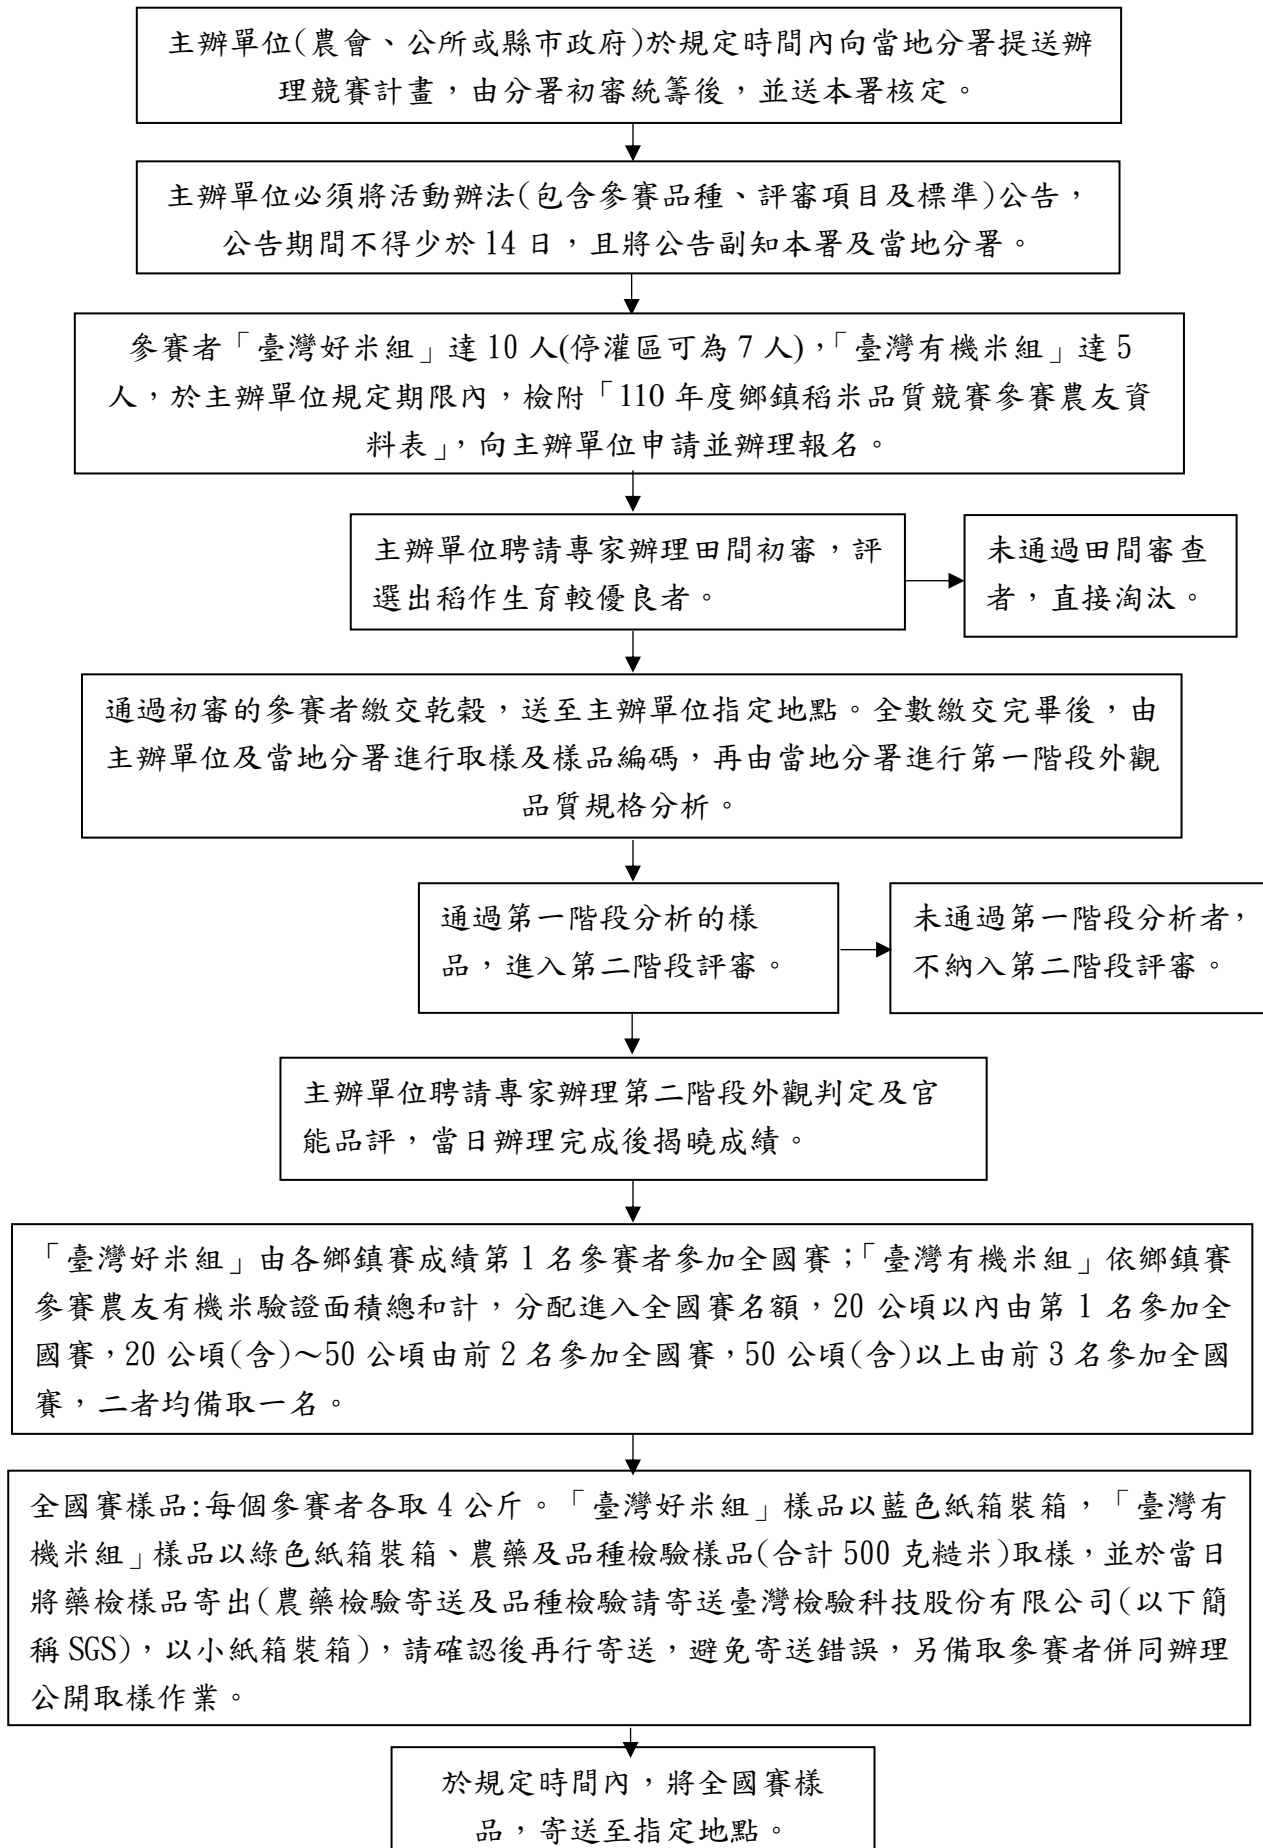 主辦單位(農會、公所或縣市政府)於規定時間內向當地分署提送辦
理競賽計畫，由分署初審統籌後，並送本署核定。
主辦單位必須將活動辦法(包含參賽品種、評審項目及標準)公告，
公告期間不得少於 14 日，且將公告副知本署及當地分署。
參賽者「臺灣好米組」達 10 人(停灌區可為 7 人)，「臺灣有機米組」達 5
人，於主辦單位規定期限內，檢附「110 年度鄉鎮稻米品質競賽參賽農友資
料表」，向主辦單位申請並辦理報名。
主辦單位聘請專家辦理田間初審，評
選出稻作生育較優良者。
未通過田間審查
者，直接淘汰。
通過初審的參賽者繳交乾穀，送至主辦單位指定地點。全數繳交完畢後，由
主辦單位及當地分署進行取樣及樣品編碼，再由當地分署進行第一階段外觀
品質規格分析。
通過第一階段分析的樣
品，進入第二階段評審。
未通過第一階段分析者，
不納入第二階段評審。
主辦單位聘請專家辦理第二階段外觀判定及官
能品評，當日辦理完成後揭曉成績。
「臺灣好米組」由各鄉鎮賽成績第 1 名參賽者參加全國賽；「臺灣有機米組」依鄉鎮賽
參賽農友有機米驗證面積總和計，分配進入全國賽名額，20 公頃以內由第 1 名參加全
國賽，20 公頃(含)～50 公頃由前 2 名參加全國賽，50 公頃(含)以上由前 3 名參加全國
賽，二者均備取一名。
全國賽樣品:每個參賽者各取 4 公斤。「臺灣好米組」樣品以藍色紙箱裝箱，「臺灣有
機米組」樣品以綠色紙箱裝箱、農藥及品種檢驗樣品(合計 500 克糙米)取樣，並於當日
將藥檢樣品寄出(農藥檢驗寄送及品種檢驗請寄送臺灣檢驗科技股份有限公司(以下簡
稱 SGS)，以小紙箱裝箱)，請確認後再行寄送，避免寄送錯誤，另備取參賽者併同辦理
公開取樣作業。
於規定時間內，將全國賽樣
品，寄送至指定地點。